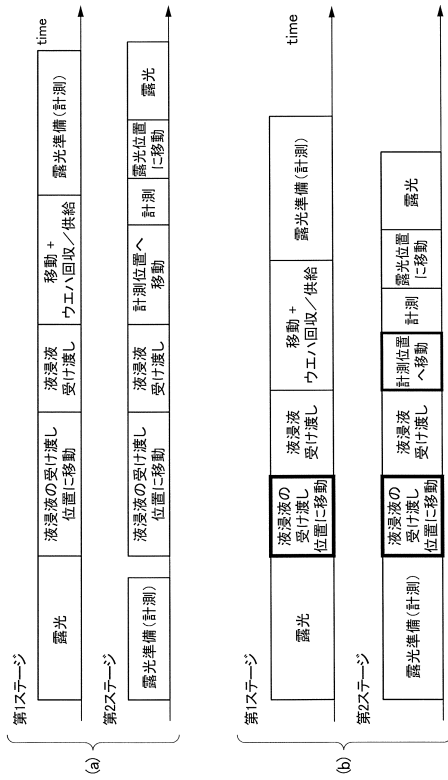 (a)
第1ステージ
露光
液浸液の受け渡し
位置に移動
液浸液
受け渡し
移動 +
ウエハ回収/供給
露光準備(計測)
time
第2ステージ
露光準備(計測)
液浸液の受け渡し
位置に移動
液浸液
受け渡し
計測位置へ
移動
計測
露光位置
に移動
露光
(b)
第1ステージ
露光
液浸液の
受け渡し
位置に移動
液浸液
受け渡し
移動 +
ウエハ回収/供給
露光準備(計測)
time
第2ステージ
露光準備(計測)
液浸液の
受け渡し
位置に移動
液浸液
受け渡し
計測位置
へ移動
計測
露光位置
に移動
露光